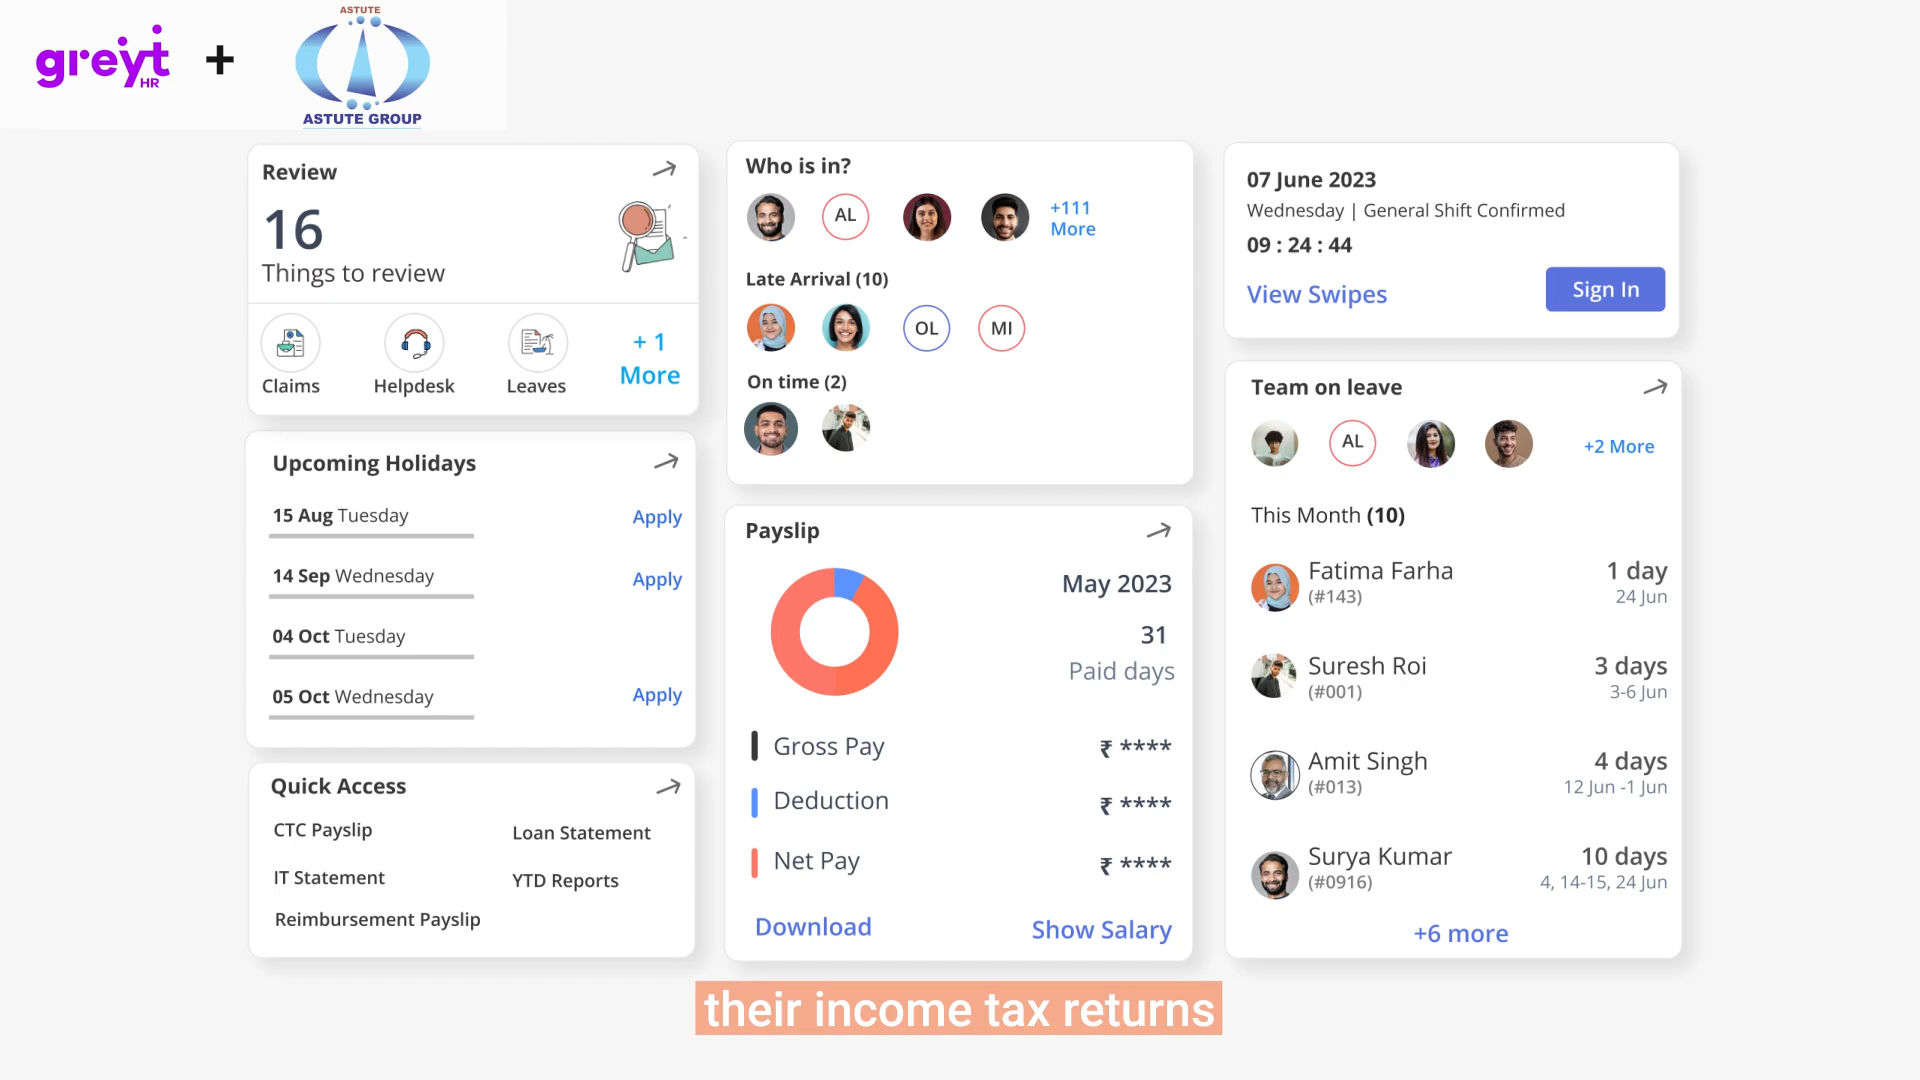 greyt
HR
+
ASTUTE
ASTUTE GROUP
Review
16
Things to review
Claims
Helpdesk
Leaves
+ 1
More
Upcoming Holidays
15 Aug Tuesday
Apply
14 Sep Wednesday
Apply
04 Oct Tuesday
05 Oct Wednesday
Apply
Quick Access
CTC Payslip
Loan Statement
IT Statement
YTD Reports
Reimbursement Payslip
Who is in?
AL
+111
More
Late Arrival (10)
OL
MI
On time (2)
Payslip
May 2023
31
Paid days
Gross Pay
₹ ****
Deduction
₹ ****
Net Pay
₹ ****
Download
Show Salary
07 June 2023
Wednesday | General Shift Confirmed
09 : 24 : 44
View Swipes
Sign In
Team on leave
AL
+2 More
This Month (10)
Fatima Farha
1 day
(#143)
24 Jun
Suresh Roi
3 days
(#001)
3-6 Jun
Amit Singh
4 days
(#013)
12 Jun -1 Jun
Surya Kumar
10 days
(#0916)
4, 14-15, 24 Jun
+6 more
their income tax returns